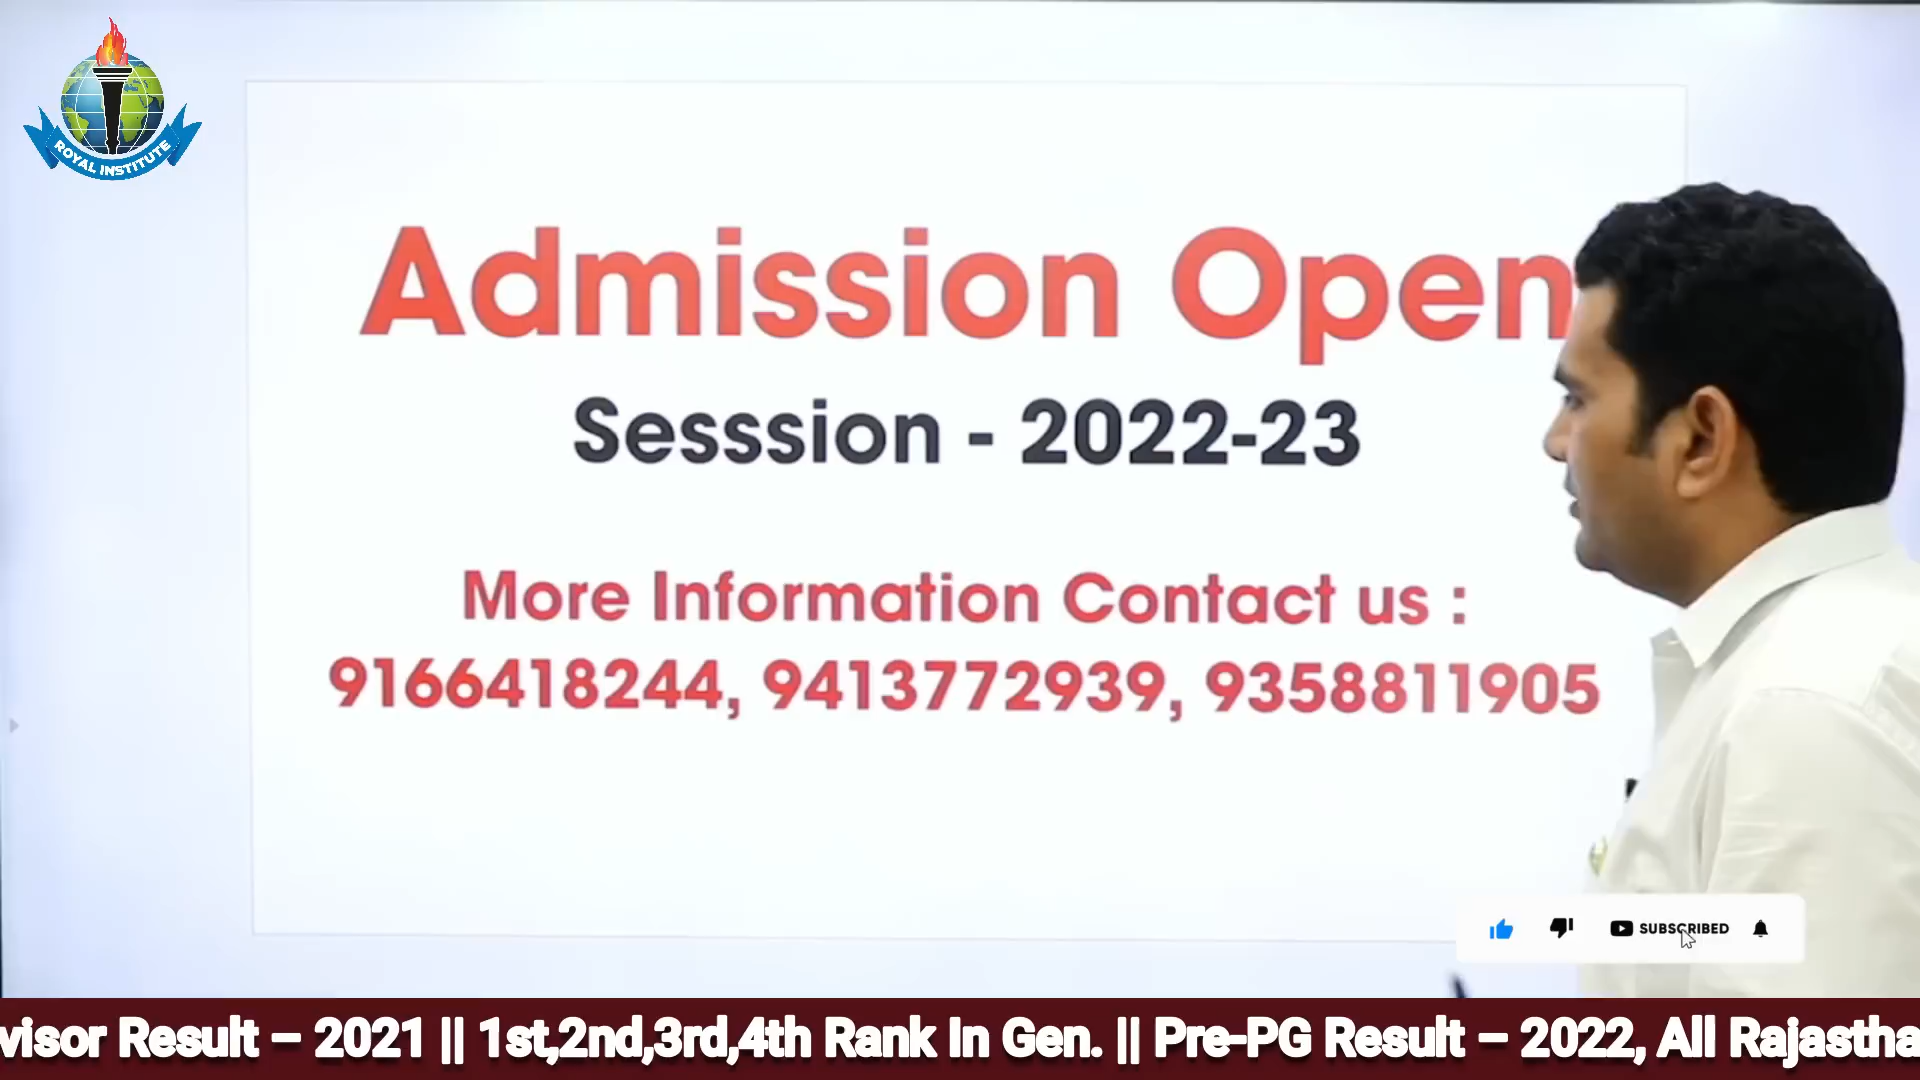 ROYAL INSTITUTE
Admission Open
Sesssion - 2022-23
More Information Contact us :
9166418244, 9413772939, 9358811905
SUBSCRIBED
visor Result – 2021 || 1st,2nd,3rd,4th Rank In Gen. || Pre-PG Result – 2022, All Rajastha